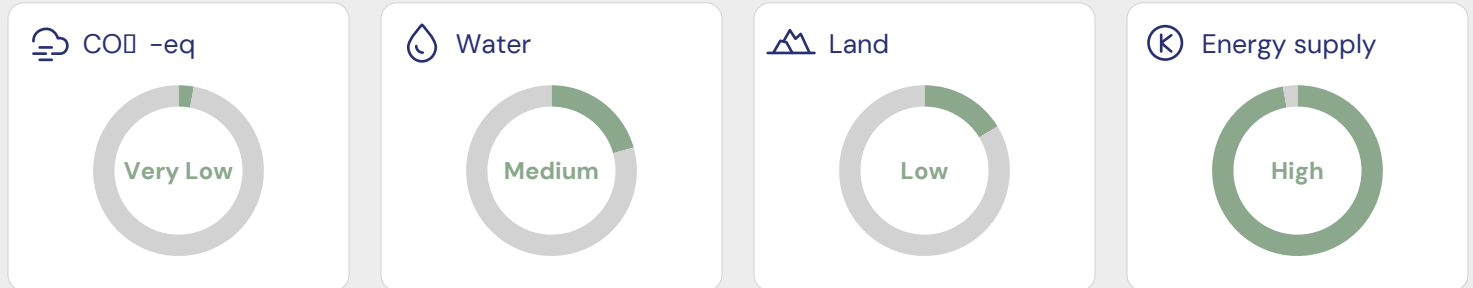 CO▯ -eq
Very Low
Water
Medium
Land
Low
Energy supply
High